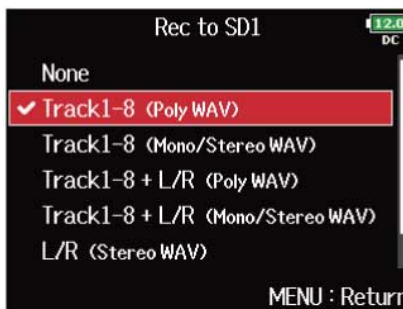 Rec to SD1
12.0
DC
None
Track1-8 (Poly WAV)
Track1-8 (Mono/Stereo WAV)
Track1-8 + L/R (Poly WAV)
Track1-8 + L/R (Mono/Stereo WAV)
L/R (Stereo WAV)
MENU : Return